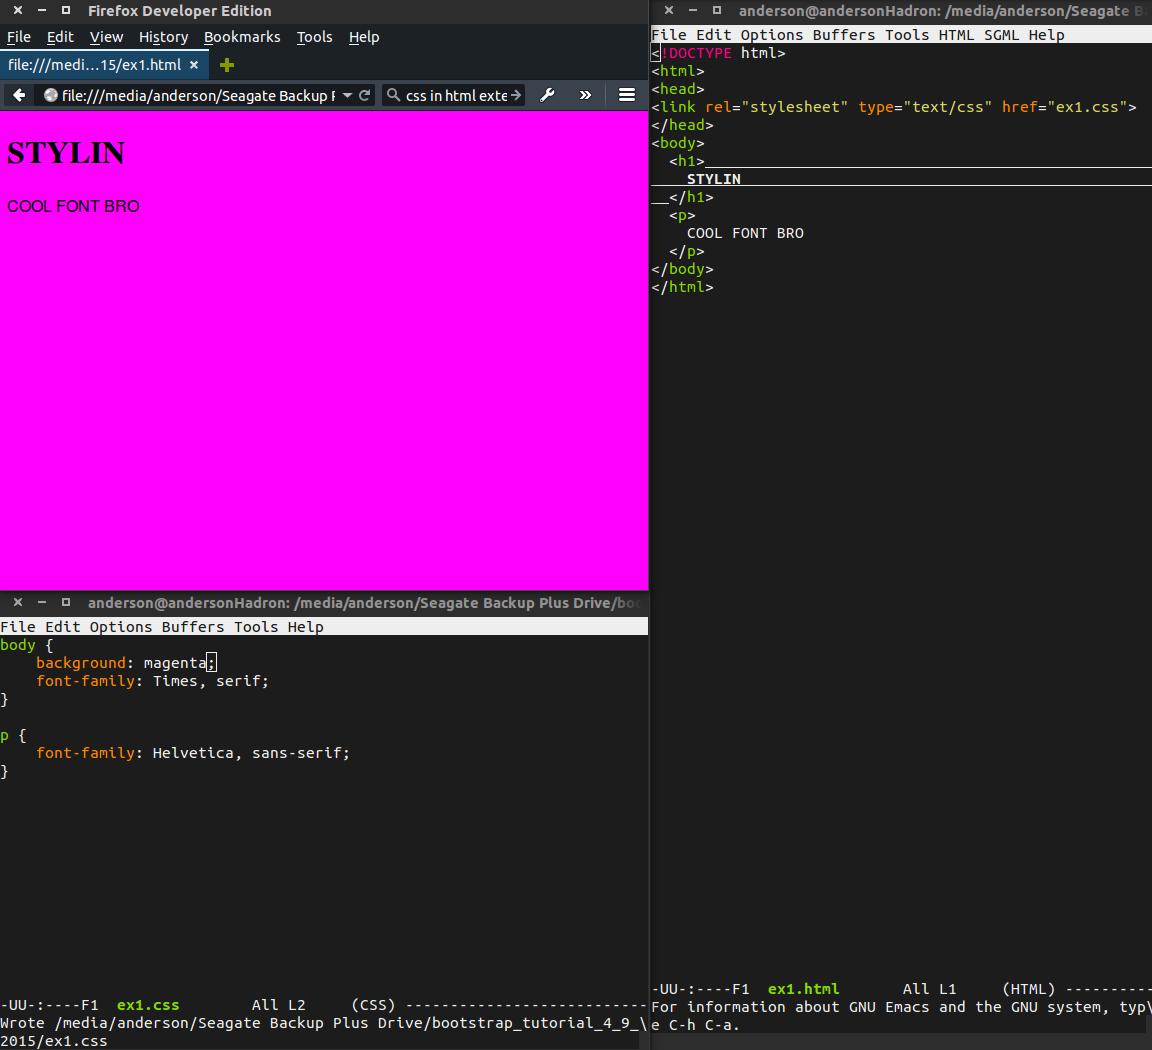 Firefox Developer Edition
File Edit View History Bookmarks Tools Help
file:///medi...15/ex1.html
file:///media/anderson/Seagate Backup css in html exte
STYLIN
COOL FONT BRO
anderson@andersonHadron: /media/anderson/Seagate Backup Plus Drive/boo
File Edit Options Buffers Tools Help
body {
    background: magenta;
    font-family: Times, serif;
}
p {
    font-family: Helvetica, sans-serif;
}
-UU-:----F1  ex1.css        All L2     (CSS) ---------------------------
Wrote /media/anderson/Seagate Backup Plus Drive/bootstrap_tutorial_4_9_\
2015/ex1.css
anderson@andersonHadron: /media/anderson/Seagate
File Edit Options Buffers Tools HTML SGML Help
<!DOCTYPE html>
<html>
<head>
<link rel="stylesheet" type="text/css" href="ex1.css">
</head>
<body>
  <h1>
    STYLIN
  </h1>
  <p>
    COOL FONT BRO
  </p>
</body>
</html>
-UU-:----F1  ex1.html       All L1     (HTML) ----------
For information about GNU Emacs and the GNU system, typ\
e C-h C-a.